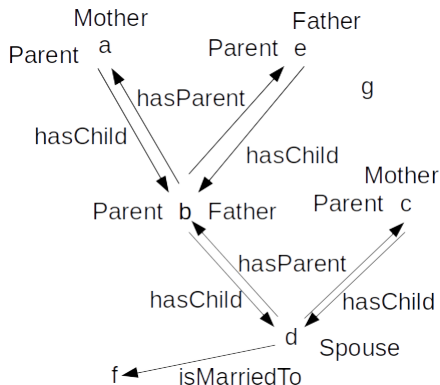 Mother
Father
Parent a
Parent e
g
hasParent
hasChild
hasChild
Mother
Parent b Father
Parent c
hasParent
hasChild
hasChild
d
Spouse
f
isMarriedTo